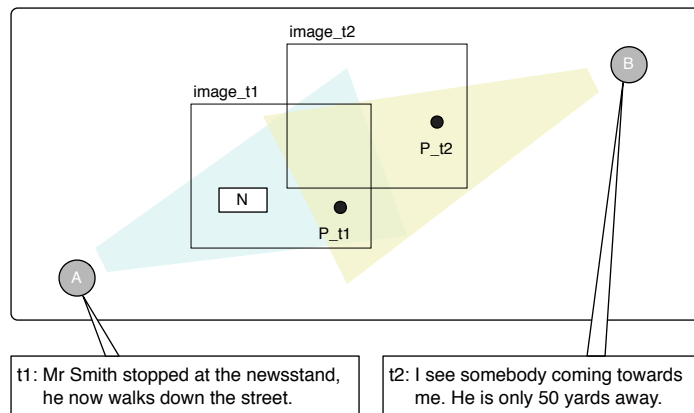 image_t2
B
image_t1
P_t2
N
P_t1
A
t1: Mr Smith stopped at the newsstand,
he now walks down the street.
t2: I see somebody coming towards
me. He is only 50 yards away.